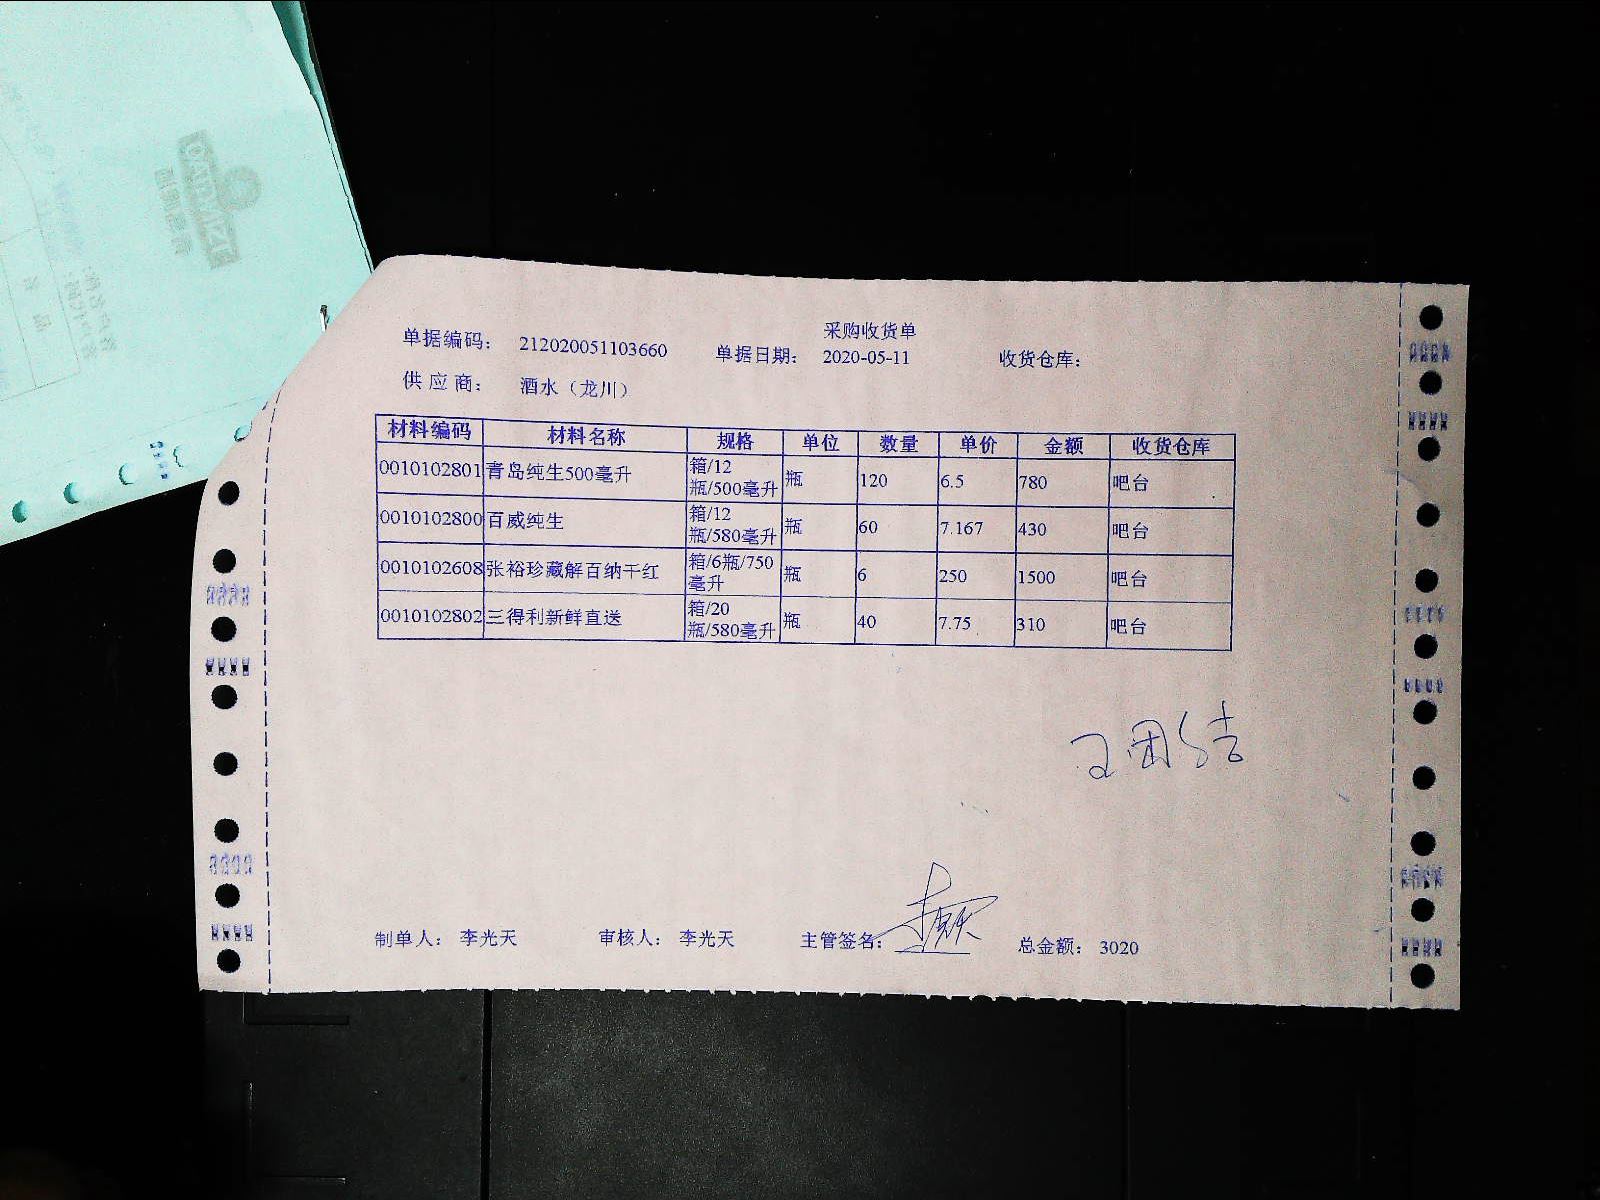 采购收货单
单据编码： 212020051103660 单据日期： 2020-05-11 收货仓库：
供 应 商： 酒水（龙川）
材料编码 材料名称 规格 单位 数量 单价 金额 收货仓库
0010102801 青岛纯生500毫升 箱/12瓶/500毫升 瓶 120 6.5 780 吧台
0010102800 百威纯生 箱/12瓶/580毫升 瓶 60 7.167 430 吧台
0010102608 张裕珍藏解百纳干红 箱/6瓶/750毫升 瓶 6 250 1500 吧台
0010102802 三得利新鲜直送 箱/20瓶/580毫升 瓶 40 7.75 310 吧台
制单人： 李光天 审核人： 李光天 主管签名： 总金额： 3020